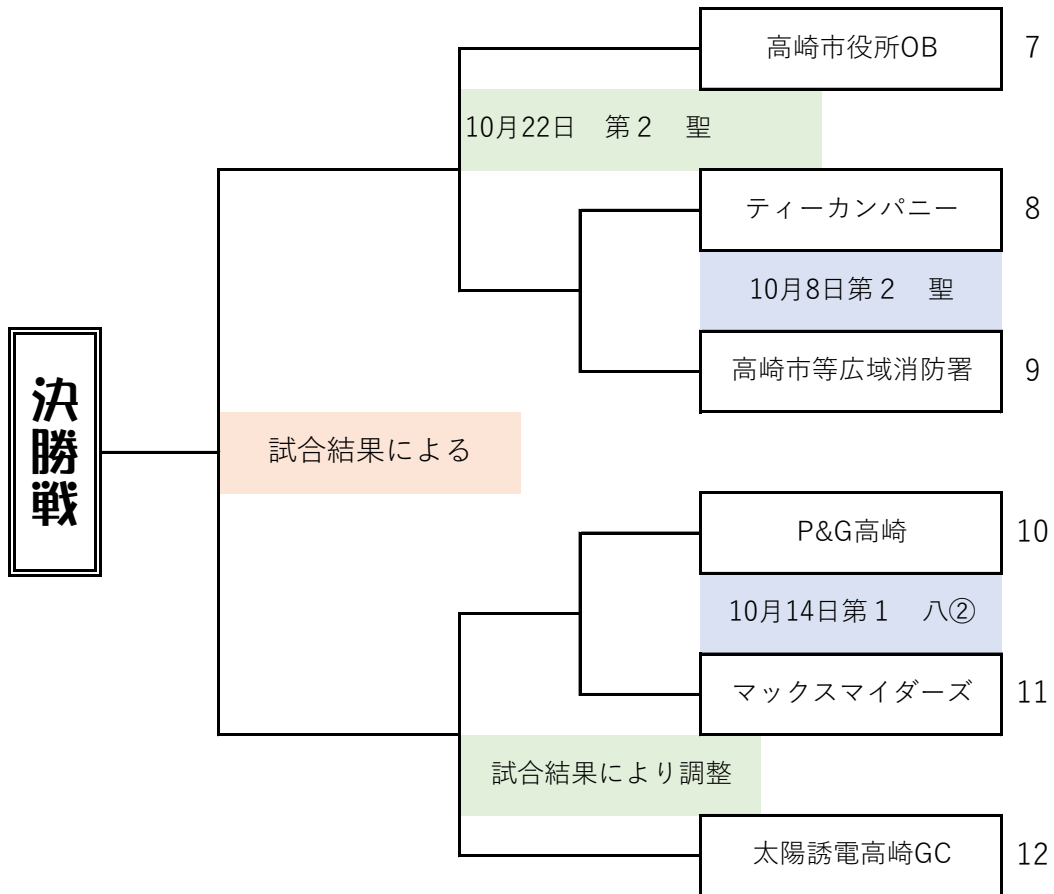 高崎市役所OB 7
10月22日　第２　聖
ティーカンパニー 8
10月8日第２　聖
高崎市等広域消防署 9
決勝戦
試合結果による
P&G高崎 10
10月14日第１　八②
マックスマイダーズ 11
試合結果により調整
太陽誘電高崎GC 12